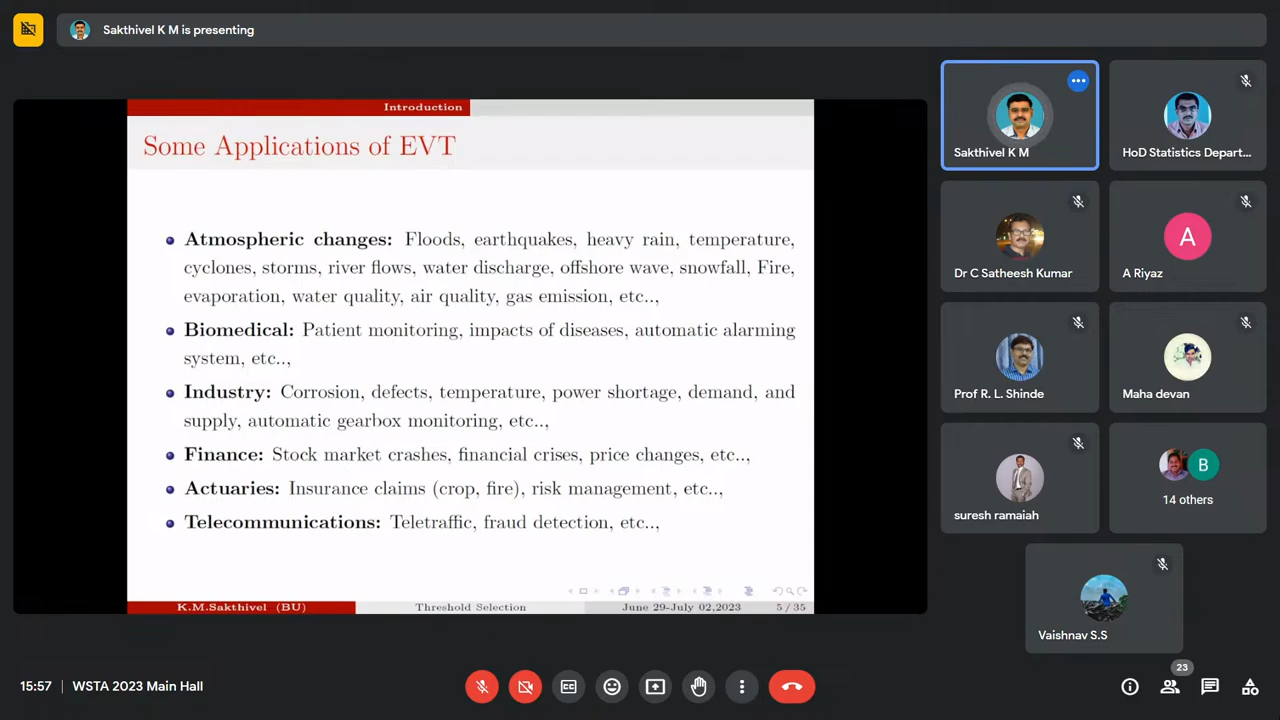 Sakthivel K M is presenting
Introduction
Some Applications of EVT
Atmospheric changes: Floods, earthquakes, heavy rain, temperature,
cyclones, storms, river flows, water discharge, offshore wave, snowfall, Fire,
evaporation, water quality, air quality, gas emission, etc..,
Biomedical: Patient monitoring, impacts of diseases, automatic alarming
system, etc..,
Industry: Corrosion, defects, temperature, power shortage, demand, and
supply, automatic gearbox monitoring, etc..,
Finance: Stock market crashes, financial crises, price changes, etc..,
Actuaries: Insurance claims (crop, fire), risk management, etc..,
Telecommunications: Teletraffic, fraud detection, etc..,
K.M.Sakthivel (BU) Threshold Selection June 29-July 02,2023 5 / 35
Sakthivel K M
HoD Statistics Depart...
Dr C Satheesh Kumar
A
A Riyaz
Prof R. L. Shinde
Maha devan
suresh ramaiah
B
14 others
Vaishnav S.S
15:57 | WSTA 2023 Main Hall
CC
23